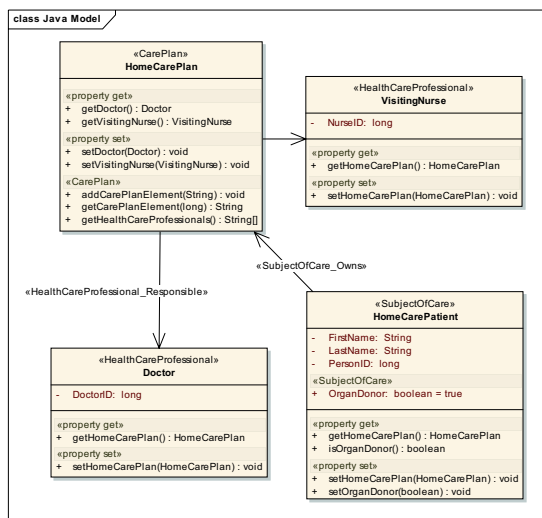 class Java Model
«CarePlan»
HomeCarePlan
«property get»
+ getDoctor() : Doctor
+ getVisitingNurse() : VisitingNurse
«property set»
+ setDoctor(Doctor) : void
+ setVisitingNurse(VisitingNurse) : void
«CarePlan»
+ addCarePlanElement(String) : void
+ getCarePlanElement(long) : String
+ getHealthCareProfessionals() : String[]
«HealthCareProfessional»
VisitingNurse
- NurseID: long
«property get»
+ getHomeCarePlan() : HomeCarePlan
«property set»
+ setHomeCarePlan(HomeCarePlan) : void
«SubjectOfCare_Owns»
«HealthCareProfessional_Responsible»
«HealthCareProfessional»
Doctor
- DoctorID: long
«property get»
+ getHomeCarePlan() : HomeCarePlan
«property set»
+ setHomeCarePlan(HomeCarePlan) : void
«SubjectOfCare»
HomeCarePatient
- FirstName: String
- LastName: String
- PersonID: long
«SubjectOfCare»
+ OrganDonor: boolean = true
«property get»
+ getHomeCarePlan() : HomeCarePlan
+ isOrganDonor() : boolean
«property set»
+ setHomeCarePlan(HomeCarePlan) : void
+ setOrganDonor(boolean) : void